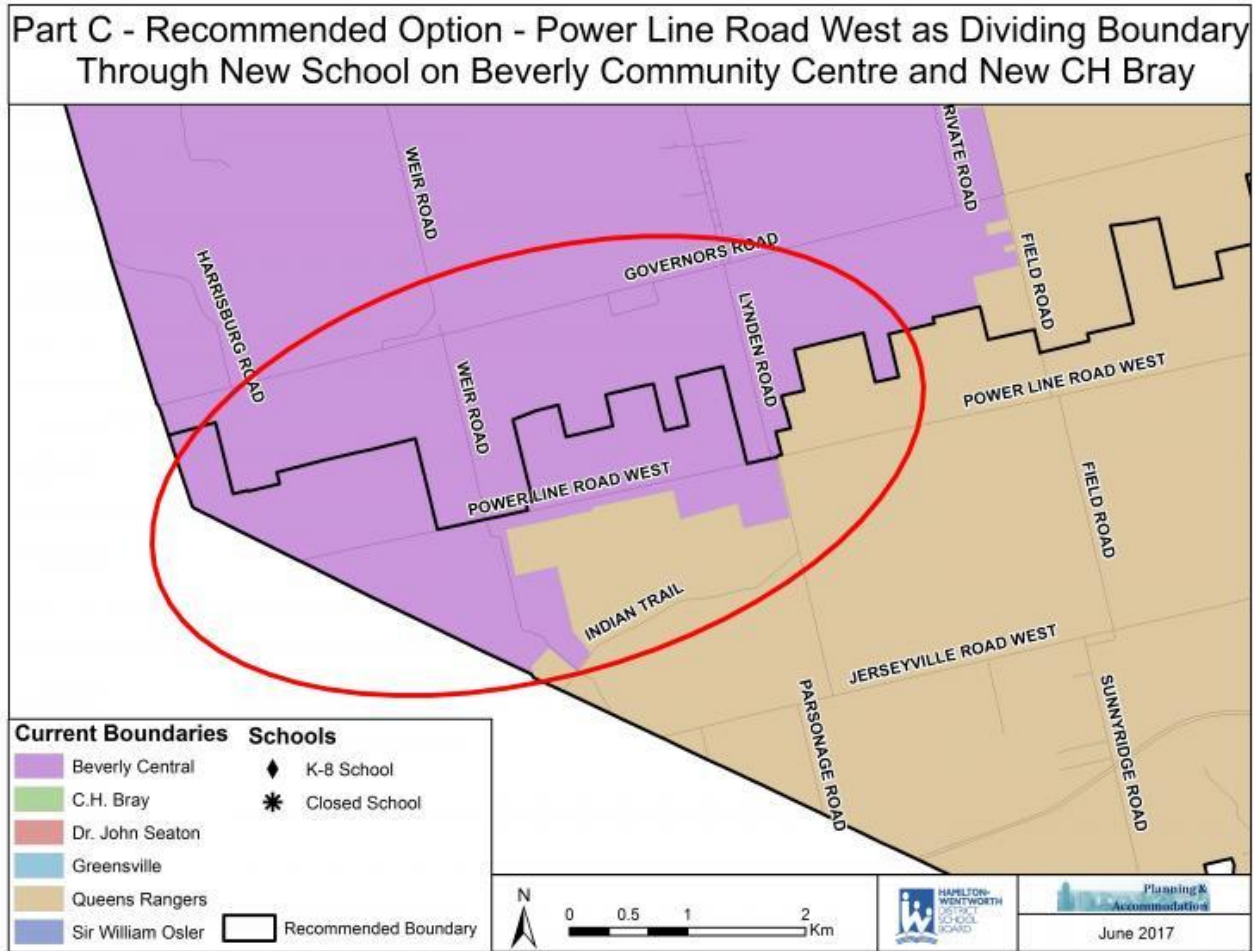 Part C - Recommended Option - Power Line Road West as Dividing Boundary
Through New School on Beverly Community Centre and New CH Bray
RIVATE ROAD
WEIR ROAD
FIELD ROAD
GOVERNORS ROAD
HARRISBURG ROAD
LYNDEN ROAD
WEIR ROAD
POWER LINE ROAD WEST
POWER LINE ROAD WEST
FIELD ROAD
INDIAN TRAIL
JERSEYVILLE ROAD WEST
PARSONAGE ROAD
SUNNYRIDGE ROAD
Current Boundaries
Beverly Central
C.H. Bray
Dr. John Seaton
Greensville
Queens Rangers
Sir William Osler
Schools
K-8 School
Closed School
Recommended Boundary
N
0 0.5 1 2
Km
HAMILTON-
WENTWORTH
DISTRICT
SCHOOL
BOARD
Planning &
Accommodation
June 2017